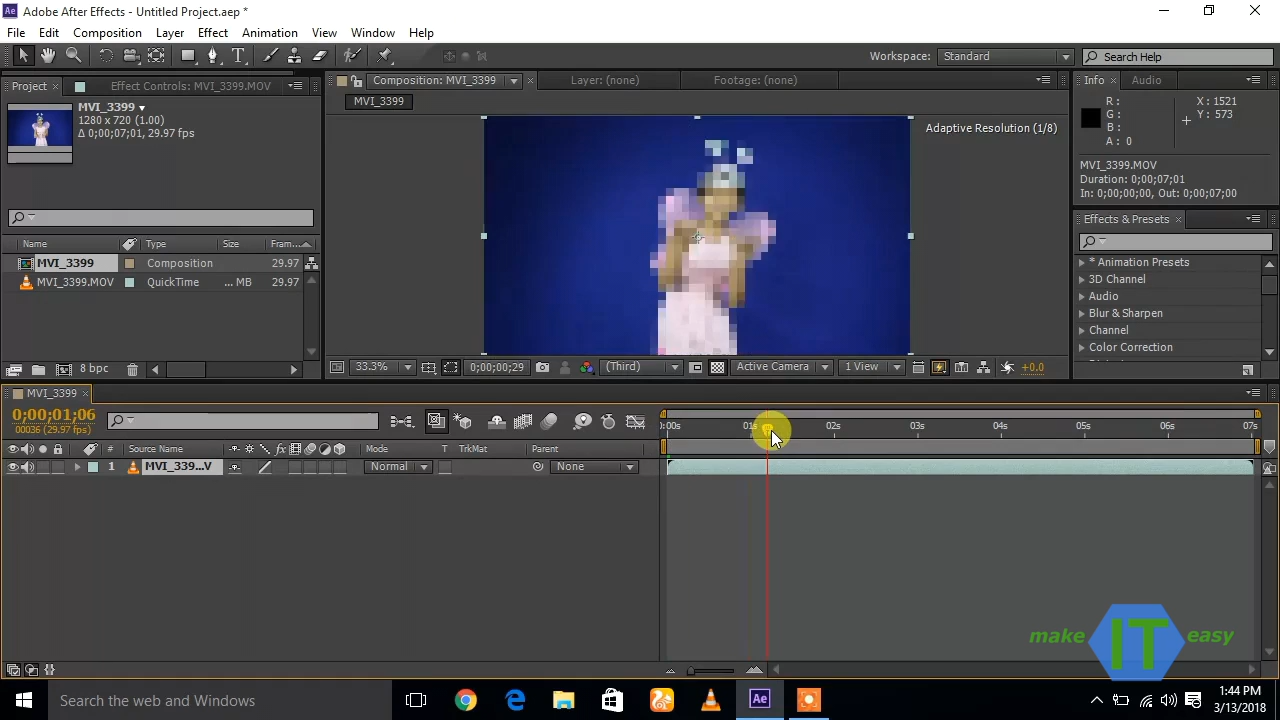 Adobe After Effects - Untitled Project.aep *
File Edit Composition Layer Effect Animation View Window Help
Workspace: Standard
Search Help
Project Effect Controls: MVI_3399.MOV
Composition: MVI_3399 Layer: (none) Footage: (none)
Info Audio
MVI_3399
1280 x 720 (1.00)
Δ 0;00;07;01, 29.97 fps
MVI_3399
Adaptive Resolution (1/8)
R :
G :
B :
A : 0
X : 1521
Y : 573
MVI_3399.MOV
Duration: 0;00;07;01
In: 0;00;00;00, Out: 0;00;07;00
Effects & Presets
* Animation Presets
3D Channel
Audio
Blur & Sharpen
Channel
Color Correction
Name Type Size Fram...
MVI_3399 Composition 29.97
MVI_3399.MOV QuickTime ... MB 29.97
8 bpc
33.3% 0;00;00;29 (Third) Active Camera 1 View +0.0
MVI_3399
0;00;01;06
00036 (29.97 fps)
0:00s 01s 02s 03s 04s 05s 06s 07s
# Source Name Mode T TrkMat Parent
1 MVI_339...V Normal None
make IT easy
Search the web and Windows
Ae
1:44 PM
3/13/2018